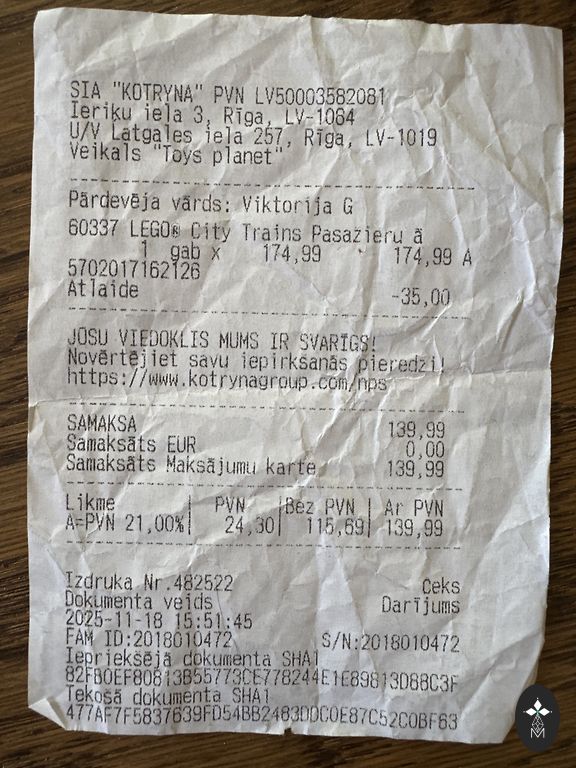 SIA "KOTRYNA" PVN LV50003582081
Ieriķu iela 3, Rīga, LV-1084
U/V Latgales iela 257, Rīga, LV-1019
Veikals "Toys planet"
Pārdevēja vārds: Viktorija G
60337 LEGO® City Trains Pasazieru ā
1 gab x 174,99 174,99 A
5702017162126
Atlaide -35,00
JŪSU VIEDOKLIS MUMS IR SVARĪGS!
Novērtējiet savu iepirkšanās pieredzi!
https://www.kotrynagroup.com/nps
SAMAKSA 139,99
Samaksāts EUR 0,00
Samaksāts Maksājumu karte 139,99
Likme | PVN |Bez PVN | Ar PVN
A=PVN 21,00%| 24,30| 115,69| 139,99
Izdruka Nr.482522 Čeks
Dokumenta veids Darījums
2025-11-18 15:51:45
FAM ID:2018010472 S/N:2018010472
Iepriekšējā dokumenta SHA1
82FB0EF80813B55773CE778244E1E89813D88C3F
Tekošā dokumenta SHA1
477AF7F5837639FD54BB2483DDC0E87C52C0BF63
M